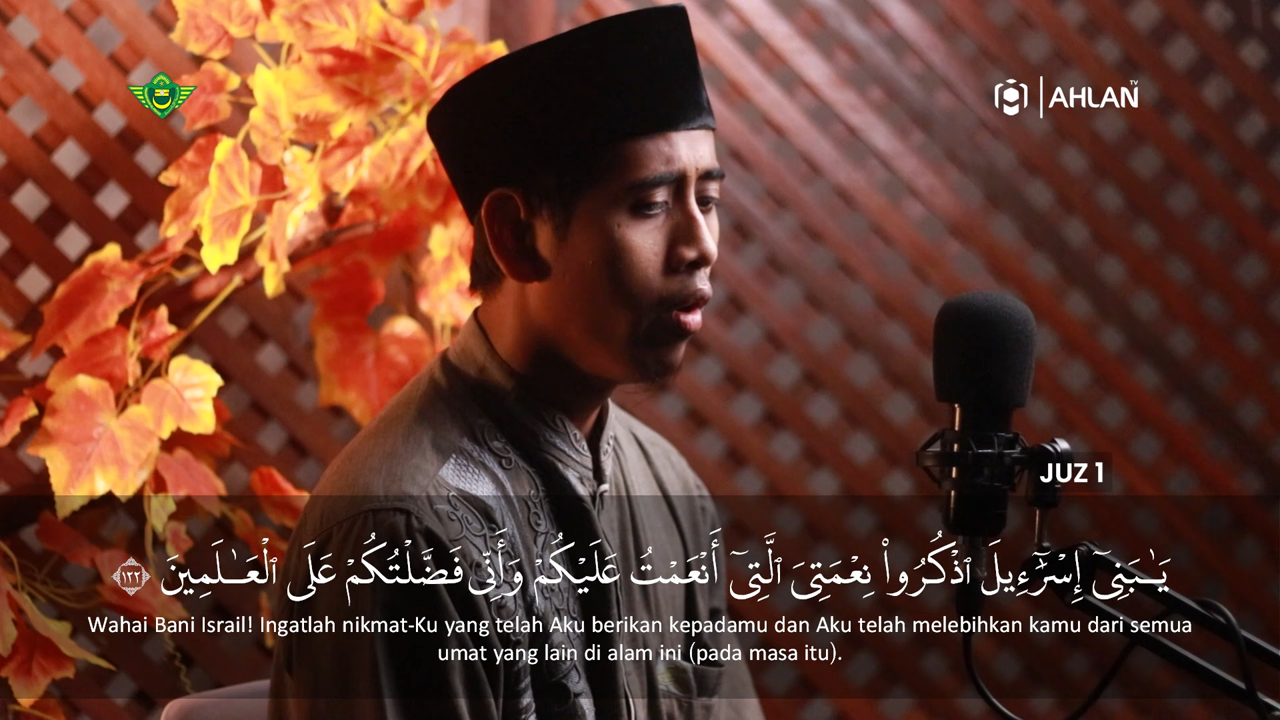 AHLAN TV
JUZ 1
يَـٰبَنِىٓ إِسْرَٰٓءِيلَ ٱذْكُرُوا۟ نِعْمَتِىَ ٱلَّتِىٓ أَنْعَمْتُ عَلَيْكُمْ وَأَنِّى فَضَّلْتُكُمْ عَلَى ٱلْعَـٰلَمِينَ ١٢٢
Wahai Bani Israil! Ingatlah nikmat-Ku yang telah Aku berikan kepadamu dan Aku telah melebihkan kamu dari semua
umat yang lain di alam ini (pada masa itu).